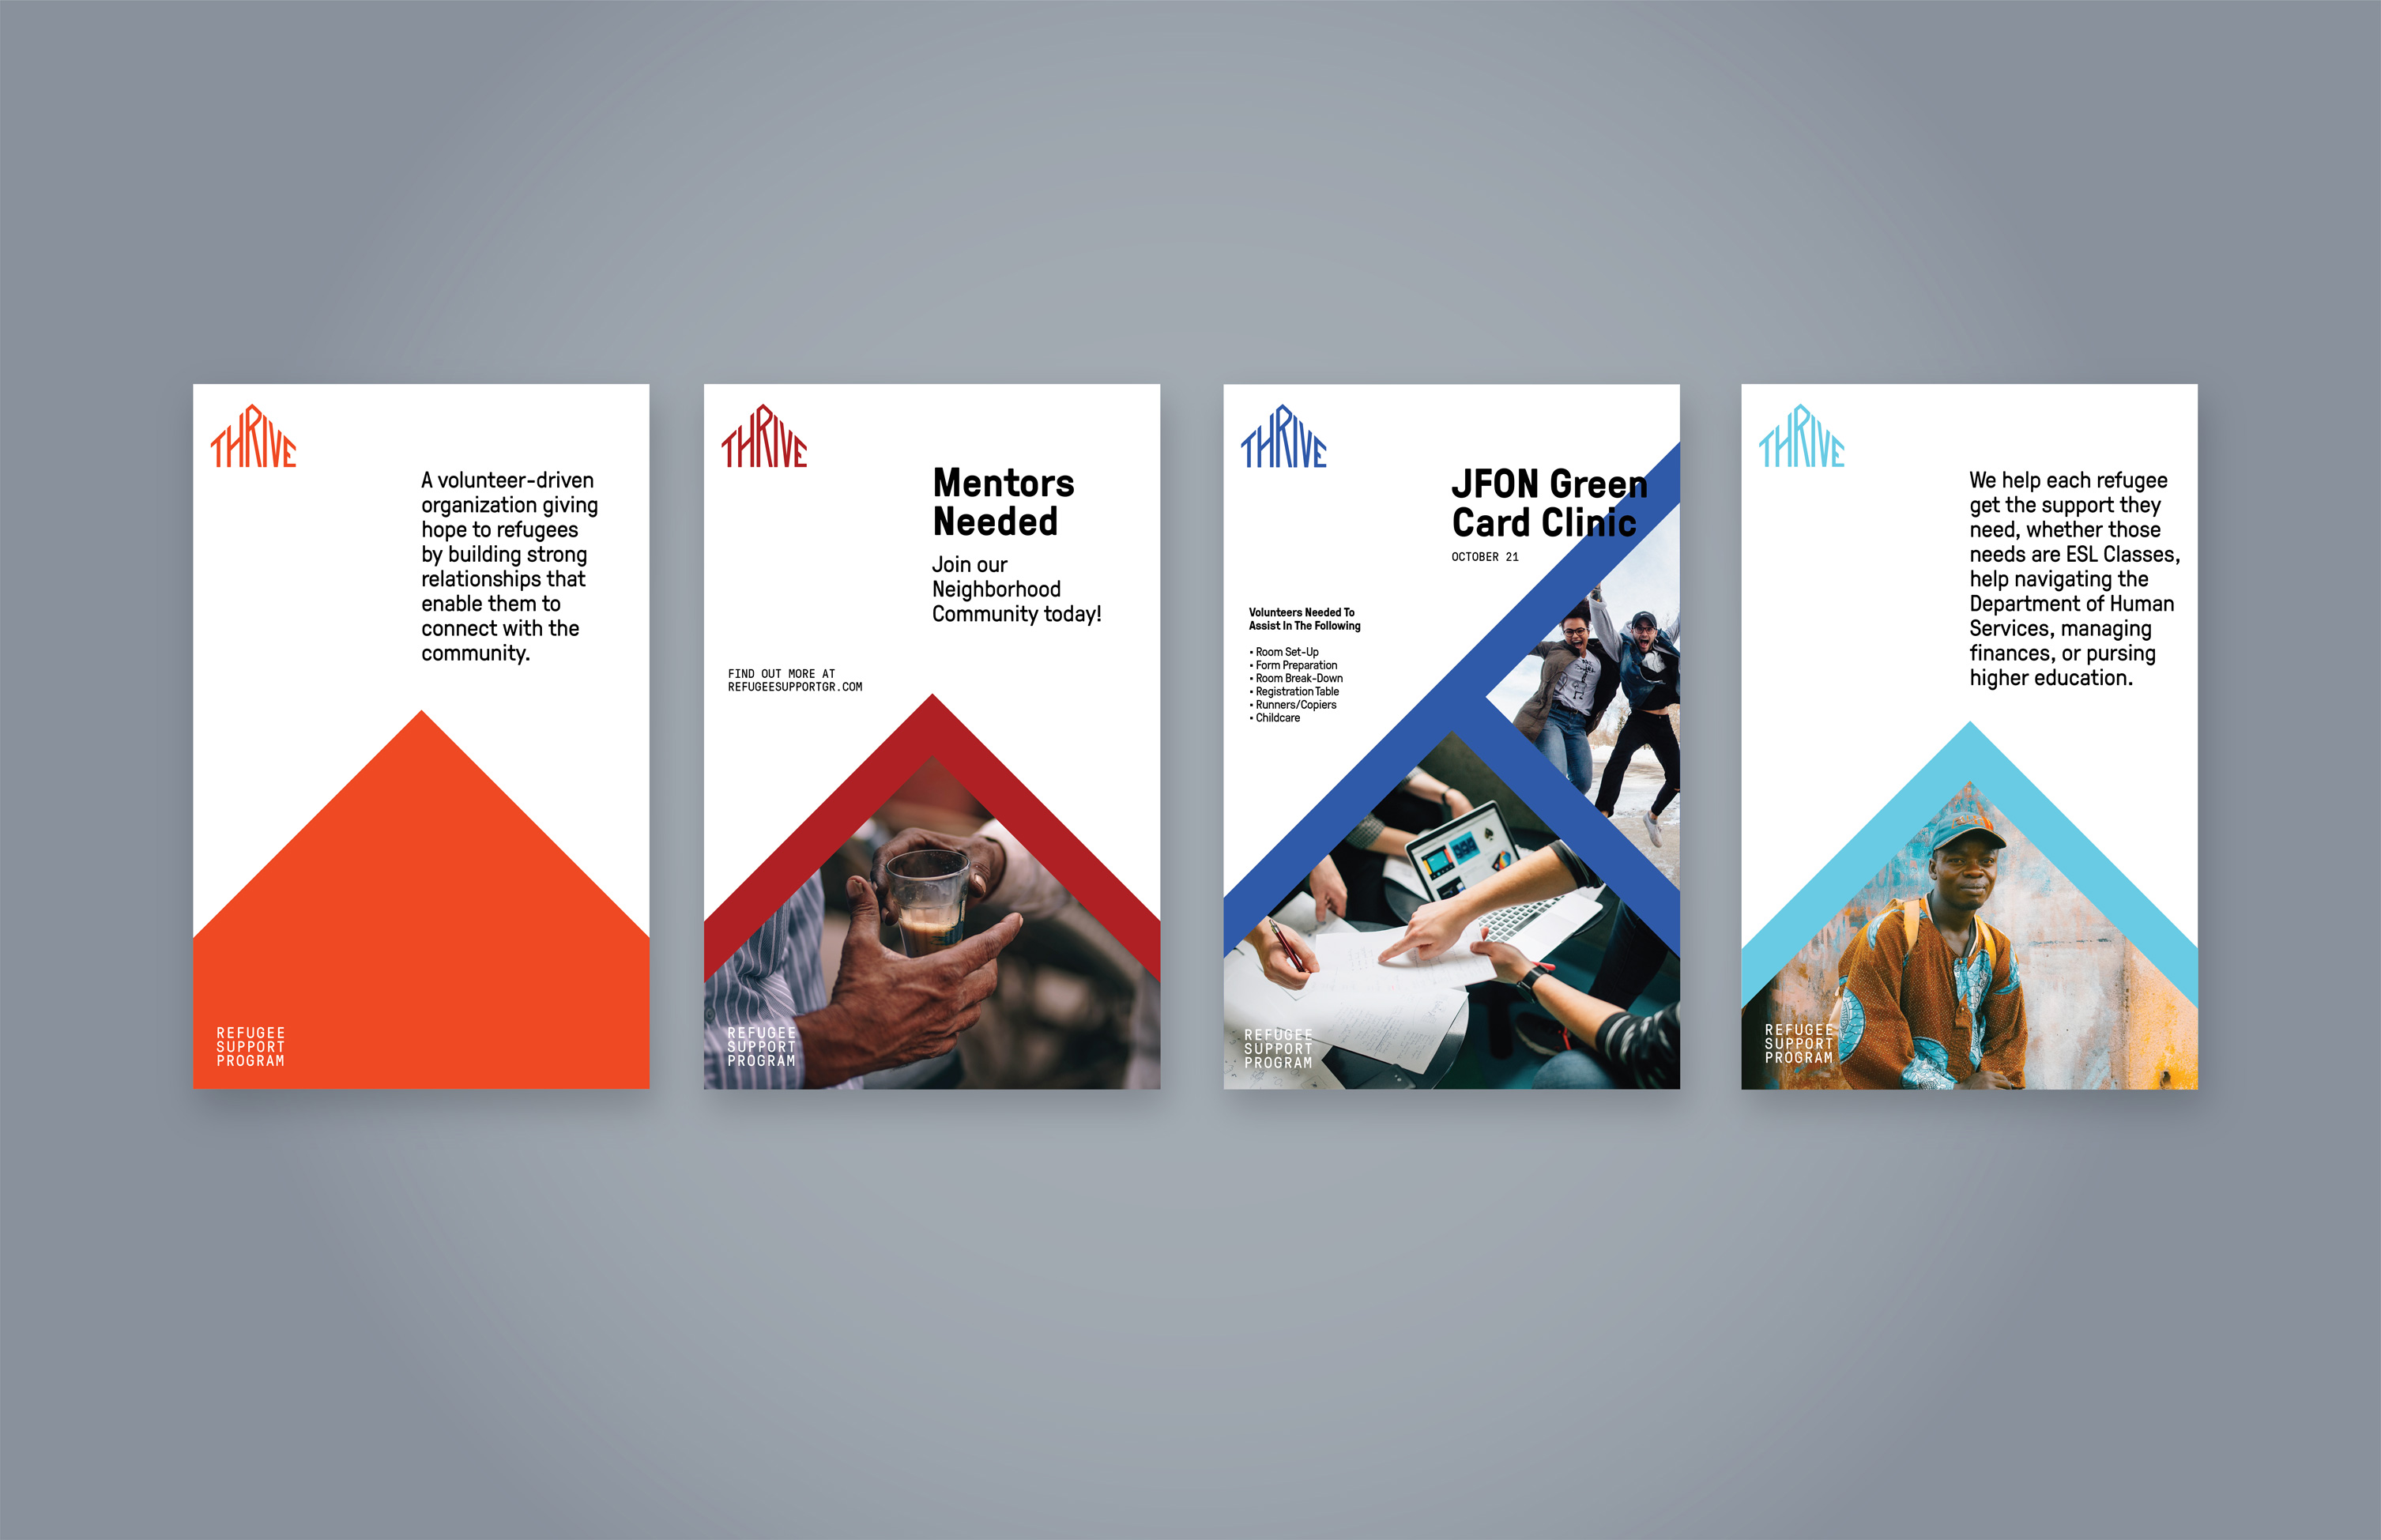 THRIVE
A volunteer-driven
organization giving
hope to refugees
by building strong
relationships that
enable them to
connect with the
community.
REFUGEE
SUPPORT
PROGRAM
THRIVE
Mentors
Needed
Join our
Neighborhood
Community today!
FIND OUT MORE AT
REFUGEESUPPORTGR.COM
REFUGEE
SUPPORT
PROGRAM
THRIVE
JFON Green
Card Clinic
OCTOBER 21
Volunteers Needed To
Assist In The Following
• Room Set-Up
• Form Preparation
• Room Break-Down
• Registration Table
• Runners/Copiers
• Childcare
REFUGEE
SUPPORT
PROGRAM
THRIVE
We help each refugee
get the support they
need, whether those
needs are ESL Classes,
help navigating the
Department of Human
Services, managing
finances, or pursing
higher education.
REFUGEE
SUPPORT
PROGRAM